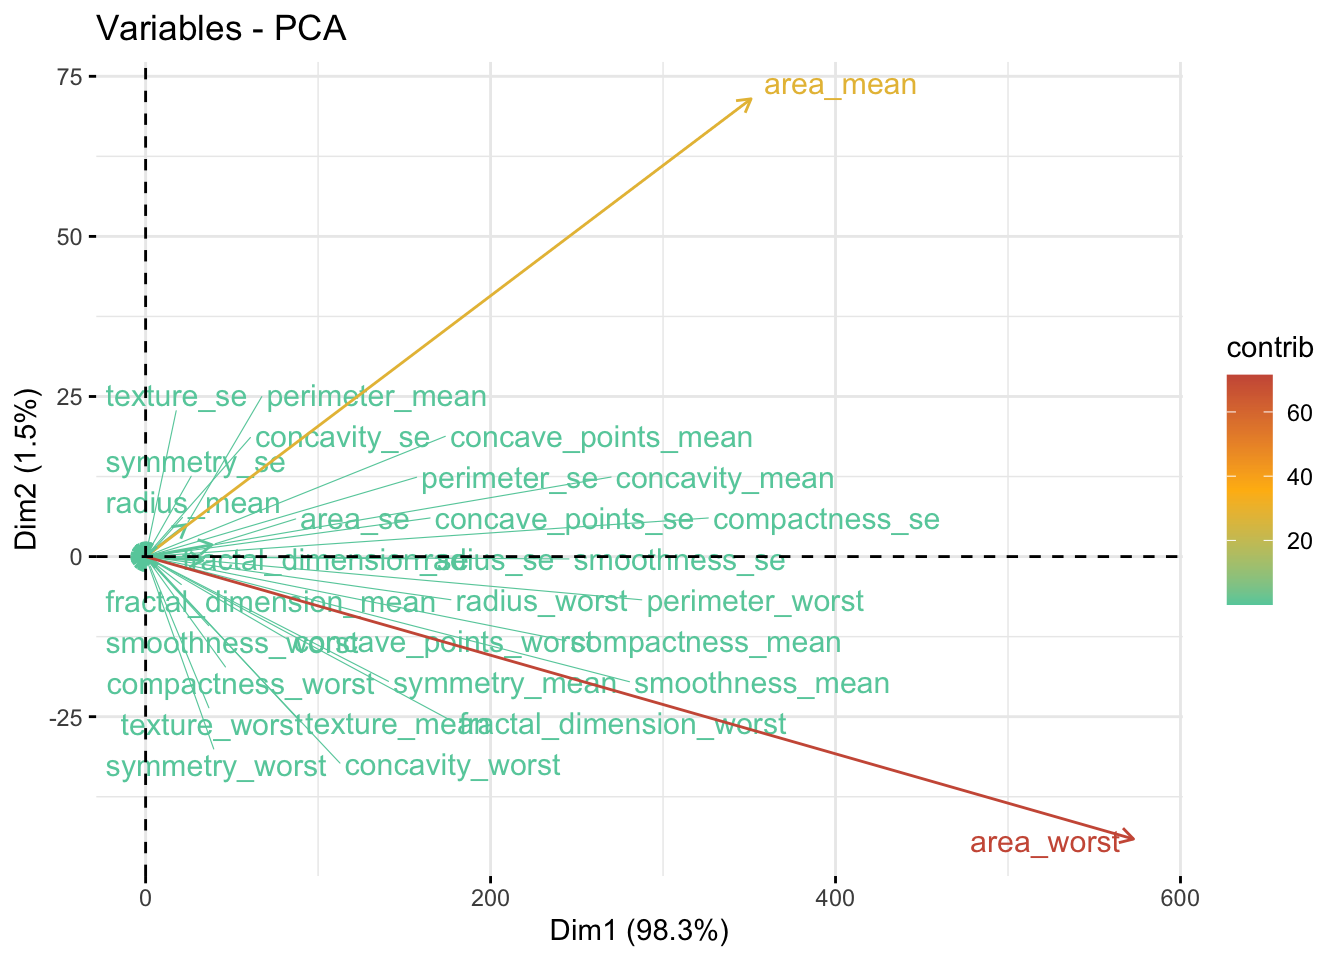 Variables - PCA
75
area_mean
50
contrib
60
40
20
25
texture_se
perimeter_mean
concavity_se
concave_points_mean
symmetry_se
perimeter_se
concavity_mean
radius_mean
area_se
concave_points_se
compactness_se
0
fractal_dimension_se
radius_se
smoothness_se
fractal_dimension_mean
radius_worst
perimeter_worst
smoothness_worst
concave_points_worst
compactness_mean
compactness_worst
symmetry_mean
smoothness_mean
-25
texture_worst
texture_mean
fractal_dimension_worst
symmetry_worst
concavity_worst
area_worst
0
200
400
600
Dim1 (98.3%)
Dim2 (1.5%)